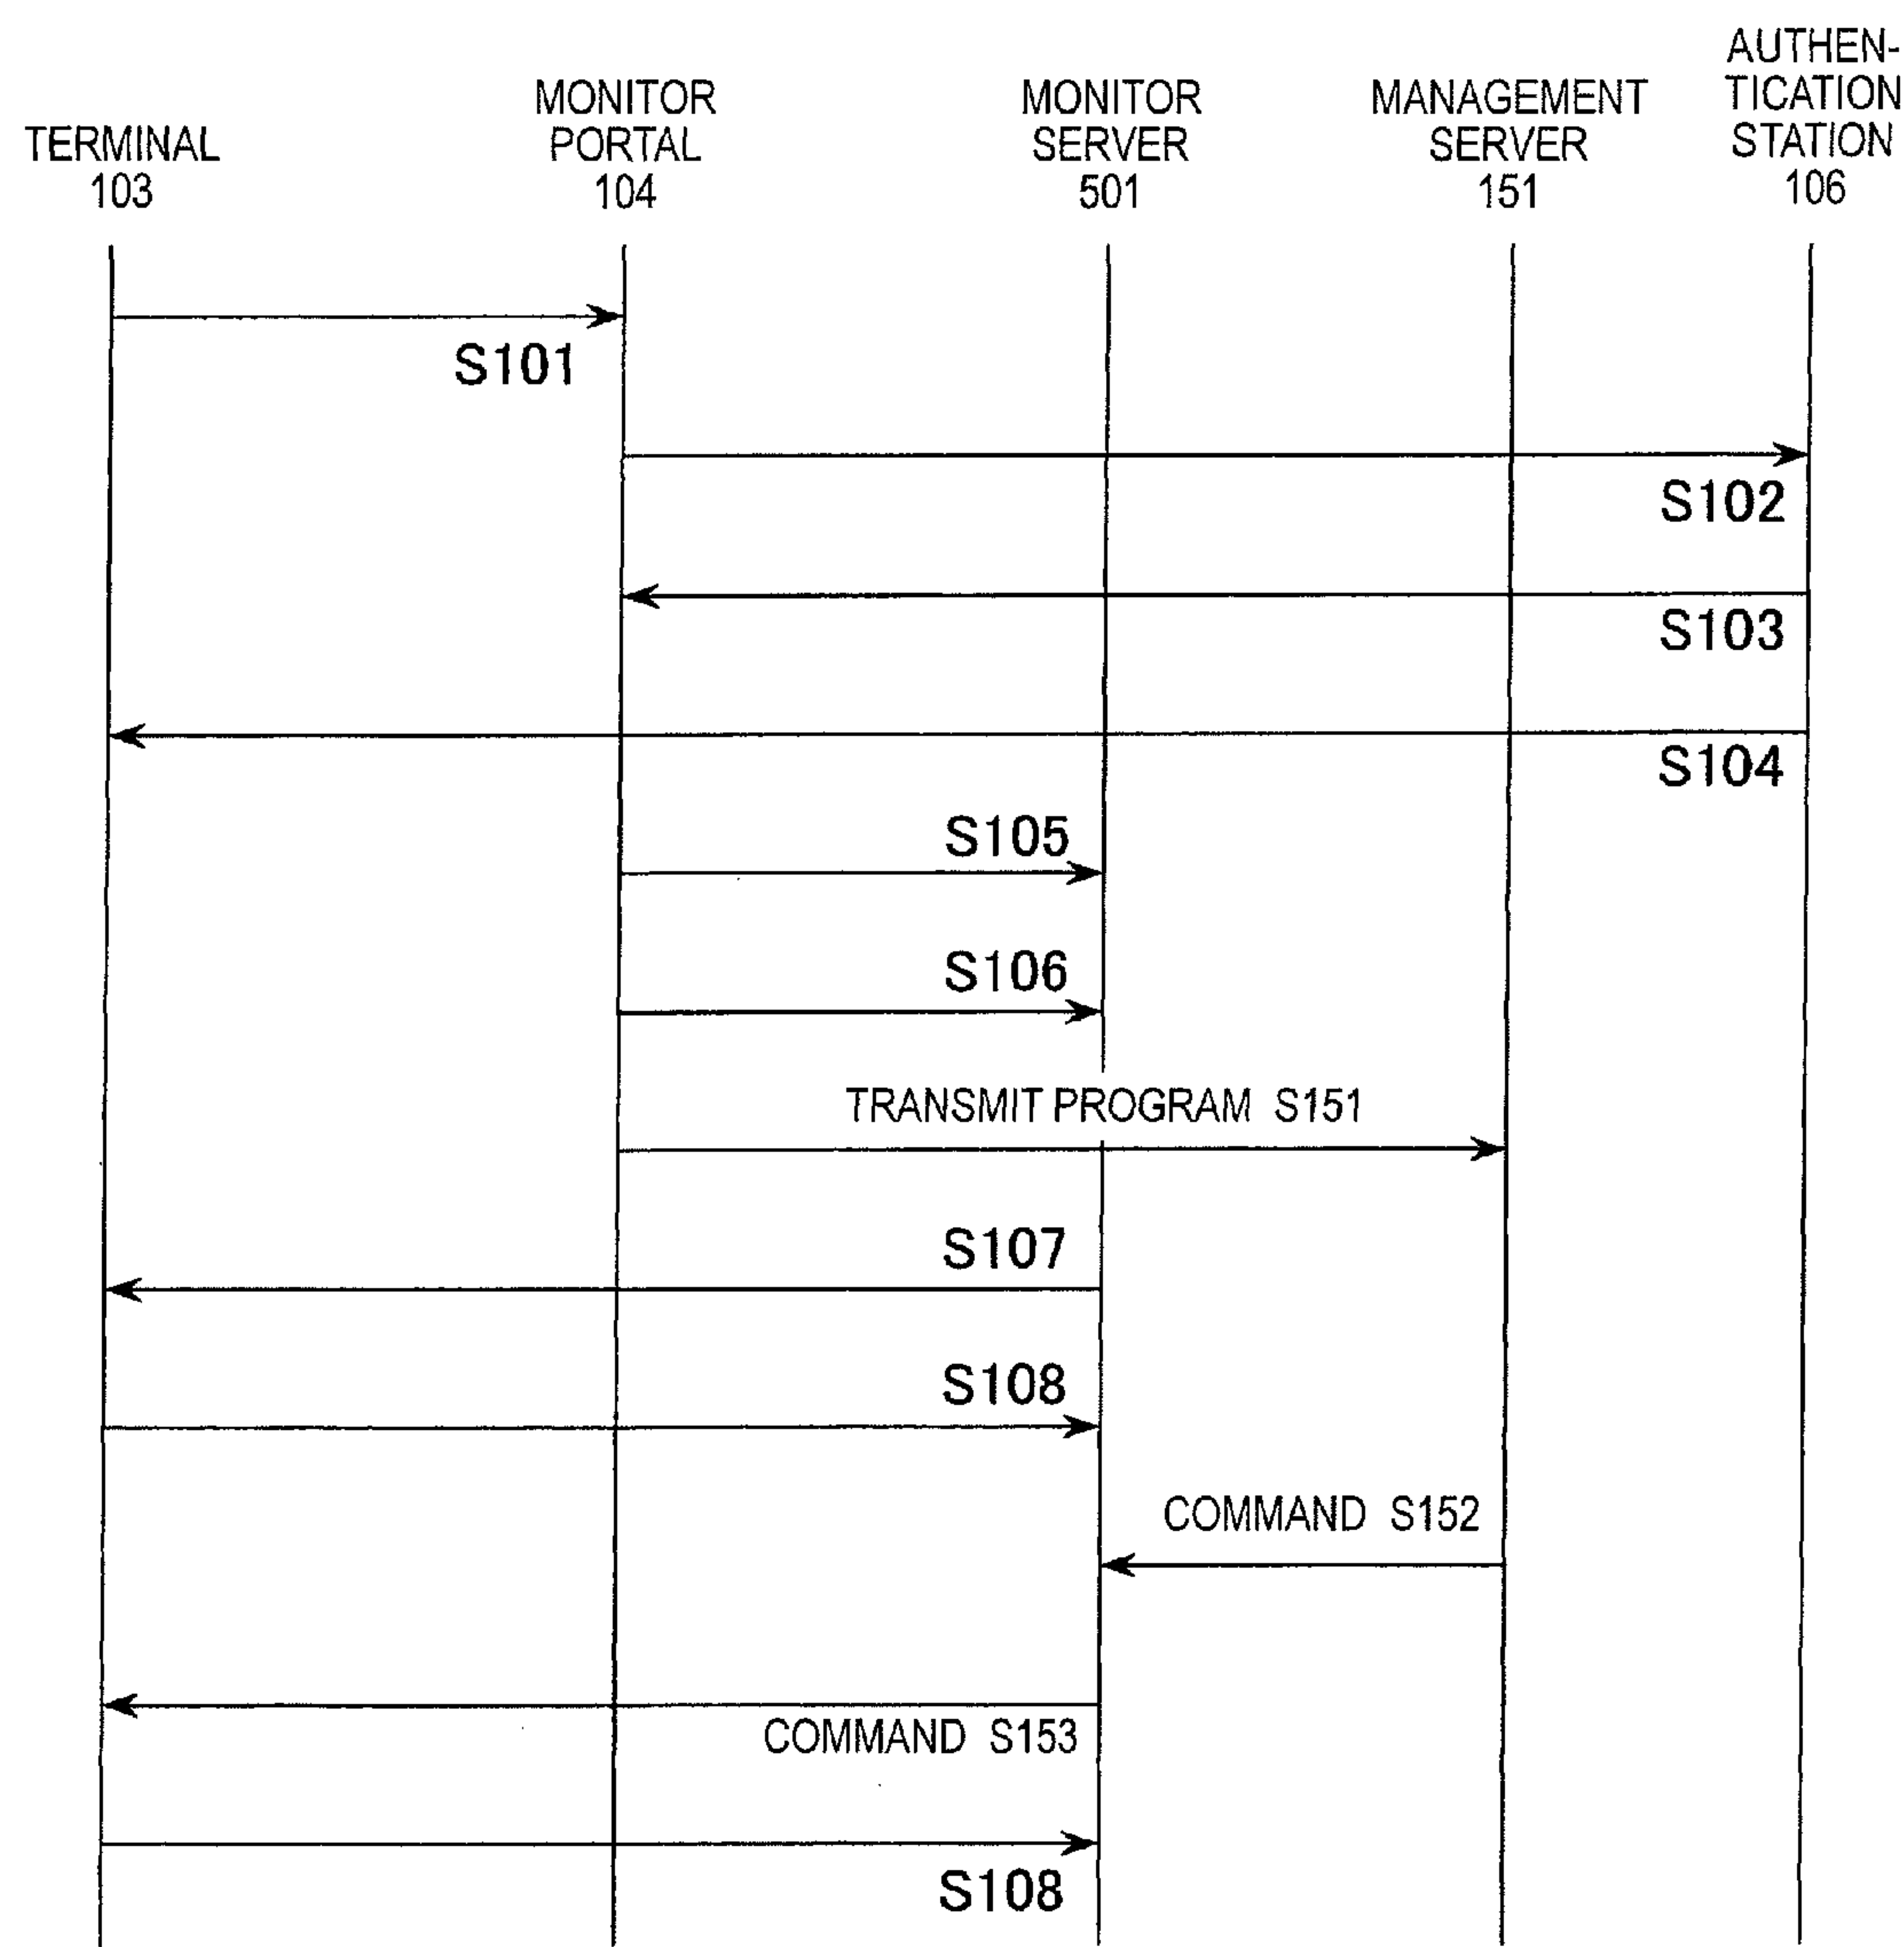 TERMINAL
103
MONITOR
PORTAL
104
MONITOR
SERVER
501
MANAGEMENT
SERVER
151
AUTHEN-
TICATION
STATION
106
S101
S102
S103
S104
S105
S106
TRANSMIT PROGRAM S151
S107
S108
COMMAND S152
COMMAND S153
S108